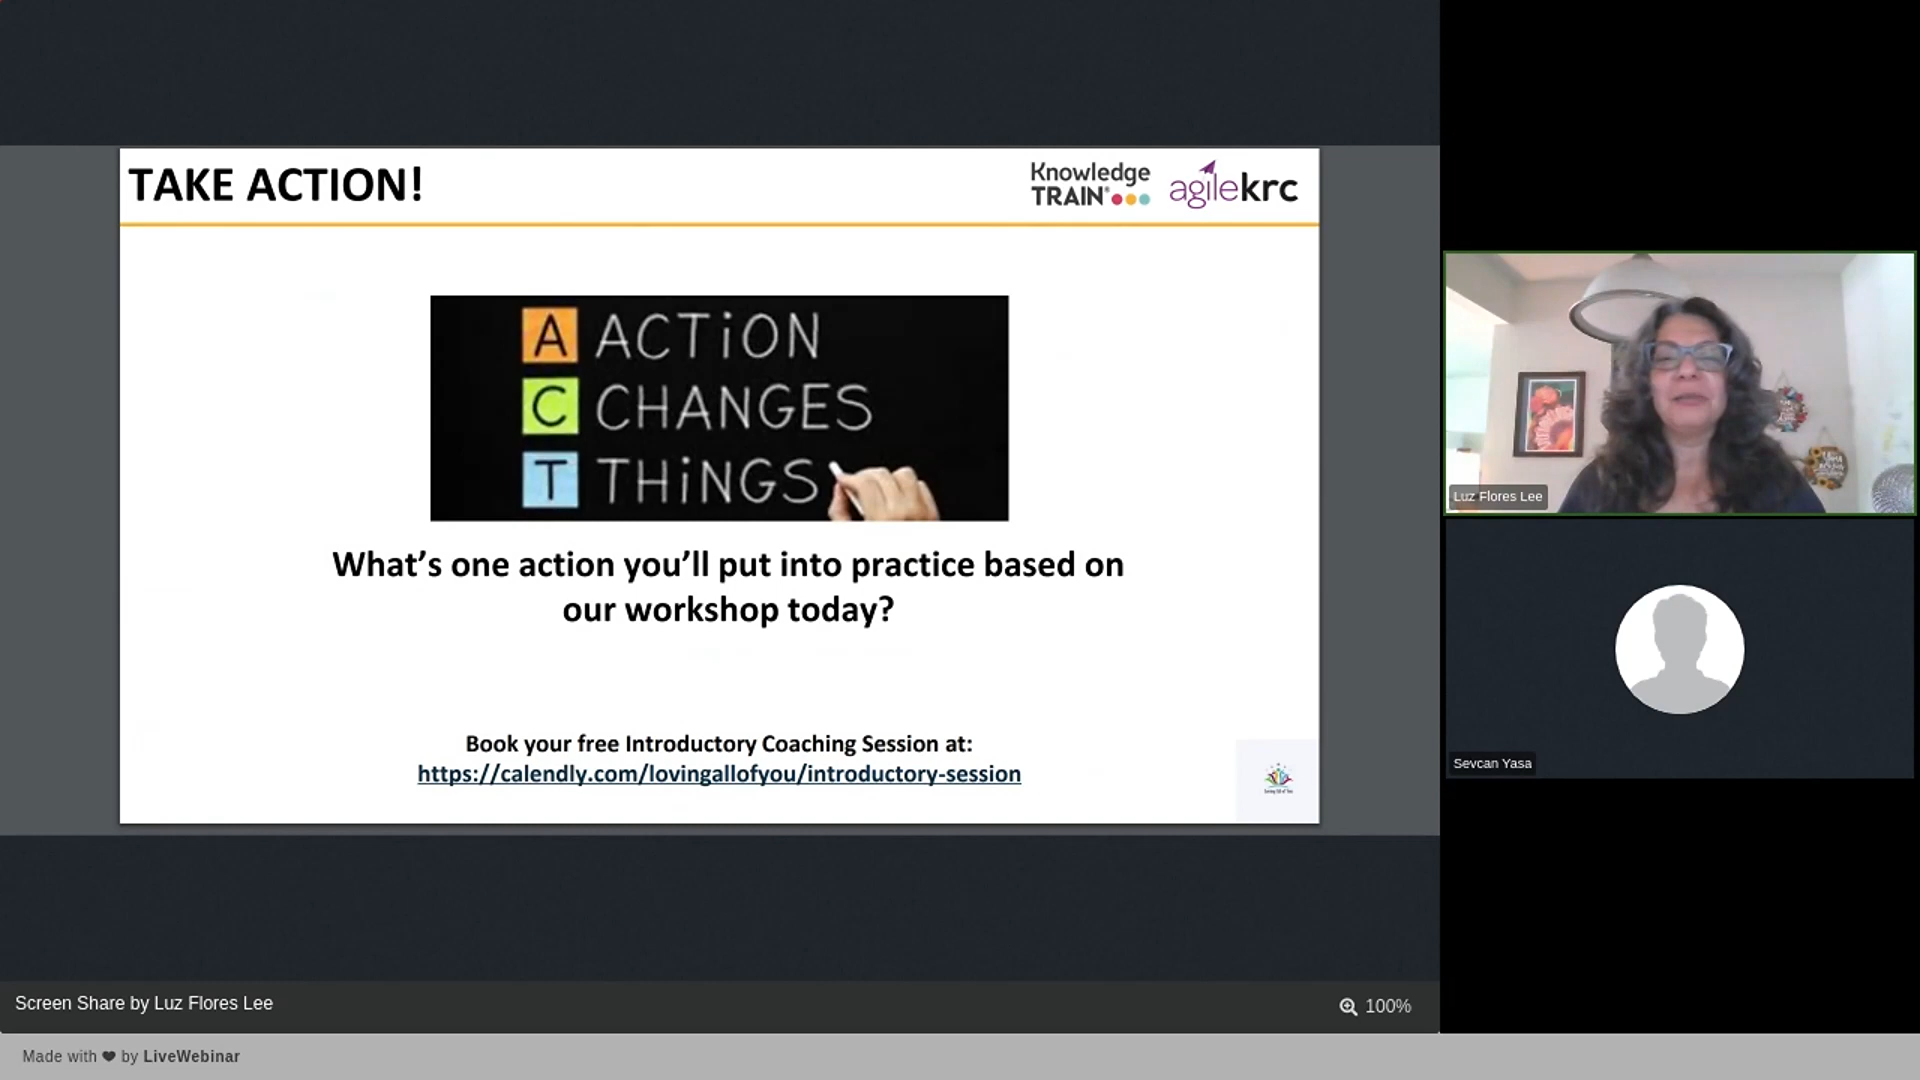 TAKE ACTION!
Knowledge
TRAIN®
agilekrc
A ACTiON
C CHANGES
T THiNGS
What’s one action you’ll put into practice based on
our workshop today?
Book your free Introductory Coaching Session at:
https://calendly.com/lovingallofyou/introductory-session
Luz Flores Lee
Sevcan Yasa
Screen Share by Luz Flores Lee
100%
Made with ❤ by LiveWebinar